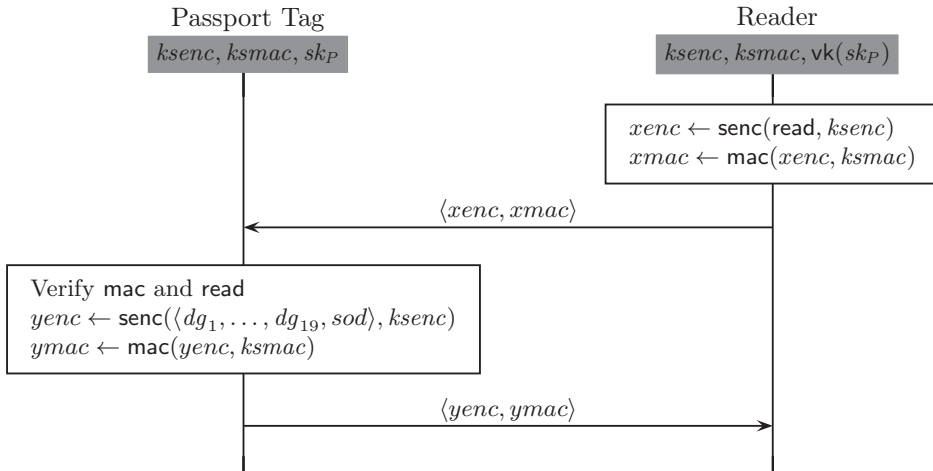 Passport Tag
Reader
ksenc, ksmac, sk_P
ksenc, ksmac, vk(sk_P)
xenc ← senc(read, ksenc)
xmac ← mac(xenc, ksmac)
⟨xenc, xmac⟩
Verify mac and read
yenc ← senc(⟨dg_1, ..., dg_19, sod⟩, ksenc)
ymac ← mac(yenc, ksmac)
⟨yenc, ymac⟩